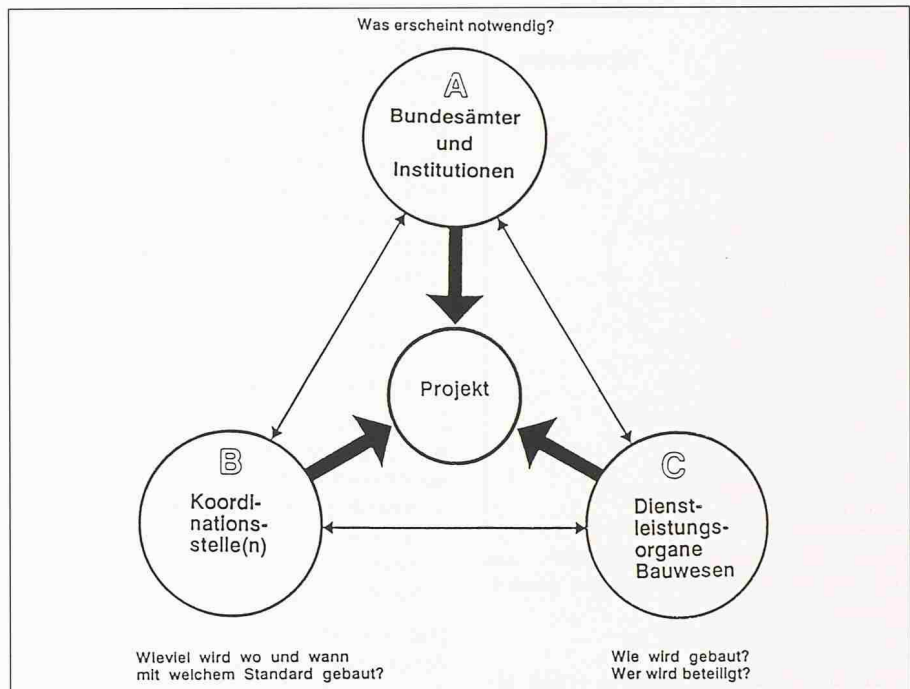 Was erscheint notwendig?
A
Bundesämter
und
Institutionen
Projekt
B
Koordi-
nations-
stelle(n)
C
Dienst-
leistungs-
organe
Bauwesen
Wieviel wird wo und wann
mit welchem Standard gebaut?
Wie wird gebaut?
Wer wird beteiligt?